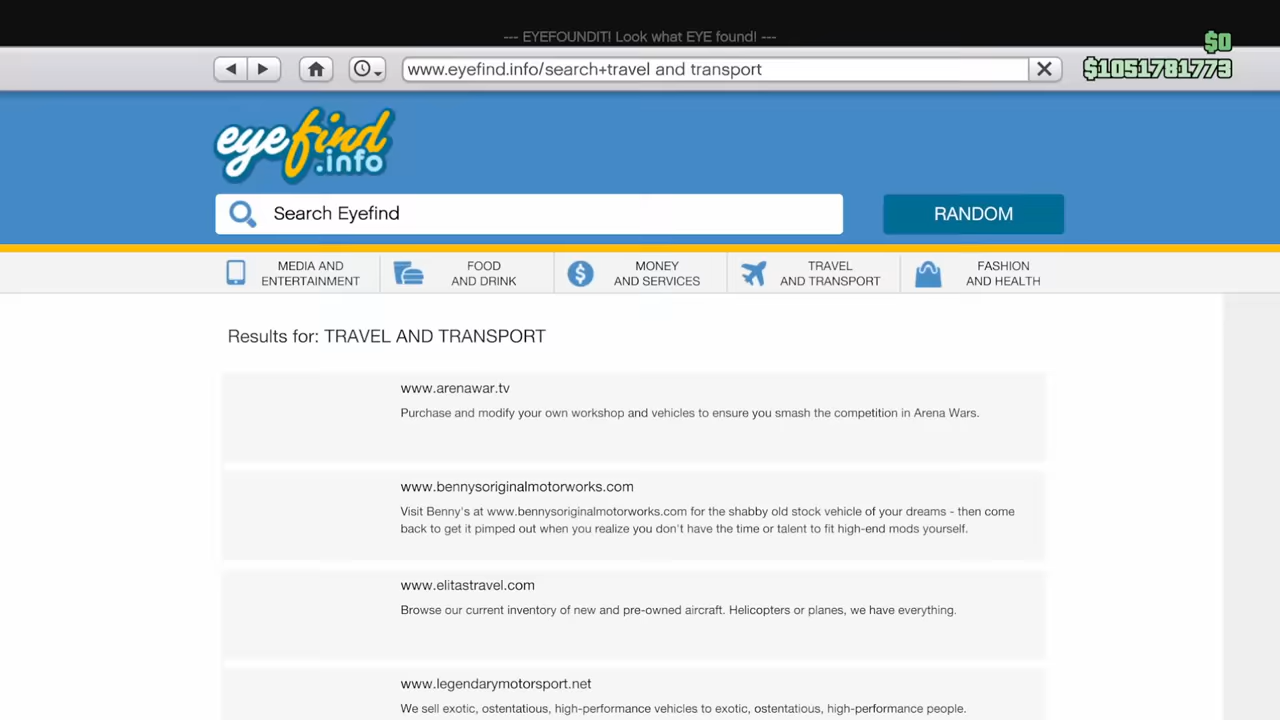 --- EYEFOUNDIT! Look what EYE found! ---
$0
www.eyefind.info/search+travel and transport
$1051781773
eyefind
.info
Search Eyefind
RANDOM
MEDIA AND
ENTERTAINMENT
FOOD
AND DRINK
MONEY
AND SERVICES
TRAVEL
AND TRANSPORT
FASHION
AND HEALTH
Results for: TRAVEL AND TRANSPORT
www.arenawar.tv
Purchase and modify your own workshop and vehicles to ensure you smash the competition in Arena Wars.
www.bennysoriginalmotorworks.com
Visit Benny's at www.bennysoriginalmotorworks.com for the shabby old stock vehicle of your dreams - then come
back to get it pimped out when you realize you don't have the time or talent to fit high-end mods yourself.
www.elitastravel.com
Browse our current inventory of new and pre-owned aircraft. Helicopters or planes, we have everything.
www.legendarymotorsport.net
We sell exotic, ostentatious, high-performance vehicles to exotic, ostentatious, high-performance people.